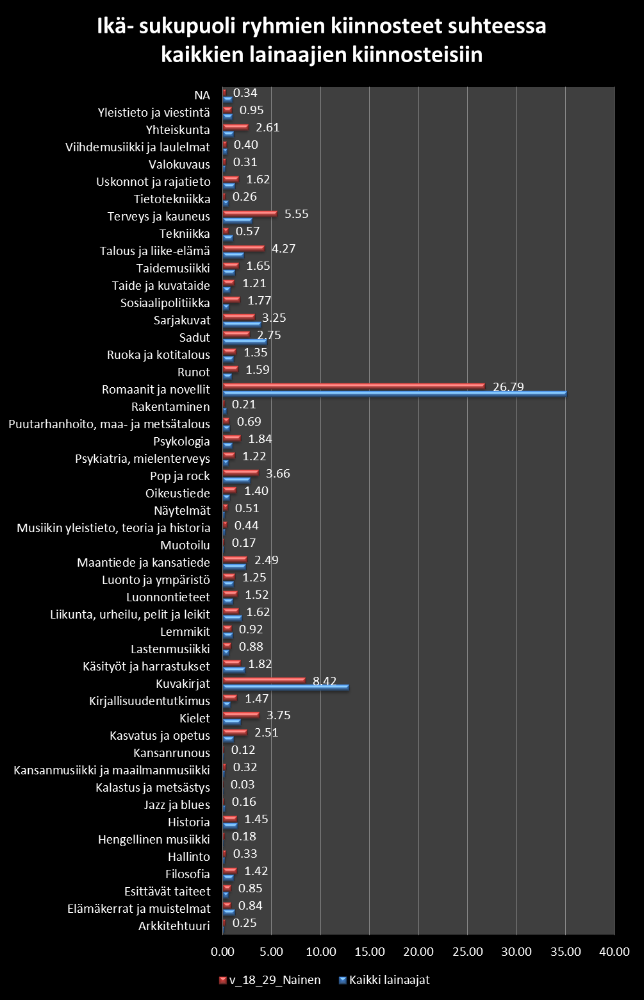 Ikä- sukupuoli ryhmien kiinnosteet suhteessa
kaikkien lainaajien kiinnosteisiin
NA 0.34
Yleistieto ja viestintä 0.95
Yhteiskunta 2.61
Viihdemusiikki ja laulelmat 0.40
Valokuvaus 0.31
Uskonnot ja rajatieto 1.62
Tietotekniikka 0.26
Terveys ja kauneus 5.55
Tekniikka 0.57
Talous ja liike-elämä 4.27
Taidemusiikki 1.65
Taide ja kuvataide 1.21
Sosiaalipolitiikka 1.77
Sarjakuvat 3.25
Sadut 2.75
Ruoka ja kotitalous 1.35
Runot 1.59
Romaanit ja novellit 26.79
Rakentaminen 0.21
Puutarhanhoito, maa- ja metsätalous 0.69
Psykologia 1.84
Psykiatria, mielenterveys 1.22
Pop ja rock 3.66
Oikeustiede 1.40
Näytelmät 0.51
Musiikin yleistieto, teoria ja historia 0.44
Muotoilu 0.17
Maantiede ja kansatiede 2.49
Luonto ja ympäristö 1.25
Luonnontieteet 1.52
Liikunta, urheilu, pelit ja leikit 1.62
Lemmikit 0.92
Lastenmusiikki 0.88
Käsityöt ja harrastukset 1.82
Kuvakirjat 8.42
Kirjallisuudentutkimus 1.47
Kielet 3.75
Kasvatus ja opetus 2.51
Kansanrunous 0.12
Kansanmusiikki ja maailmanmusiikki 0.32
Kalastus ja metsästys 0.03
Jazz ja blues 0.16
Historia 1.45
Hengellinen musiikki 0.18
Hallinto 0.33
Filosofia 1.42
Esittävät taiteet 0.85
Elämäkerrat ja muistelmat 0.84
Arkkitehtuuri 0.25
0.00 5.00 10.00 15.00 20.00 25.00 30.00 35.00 40.00
v_18_29_Nainen Kaikki lainaajat